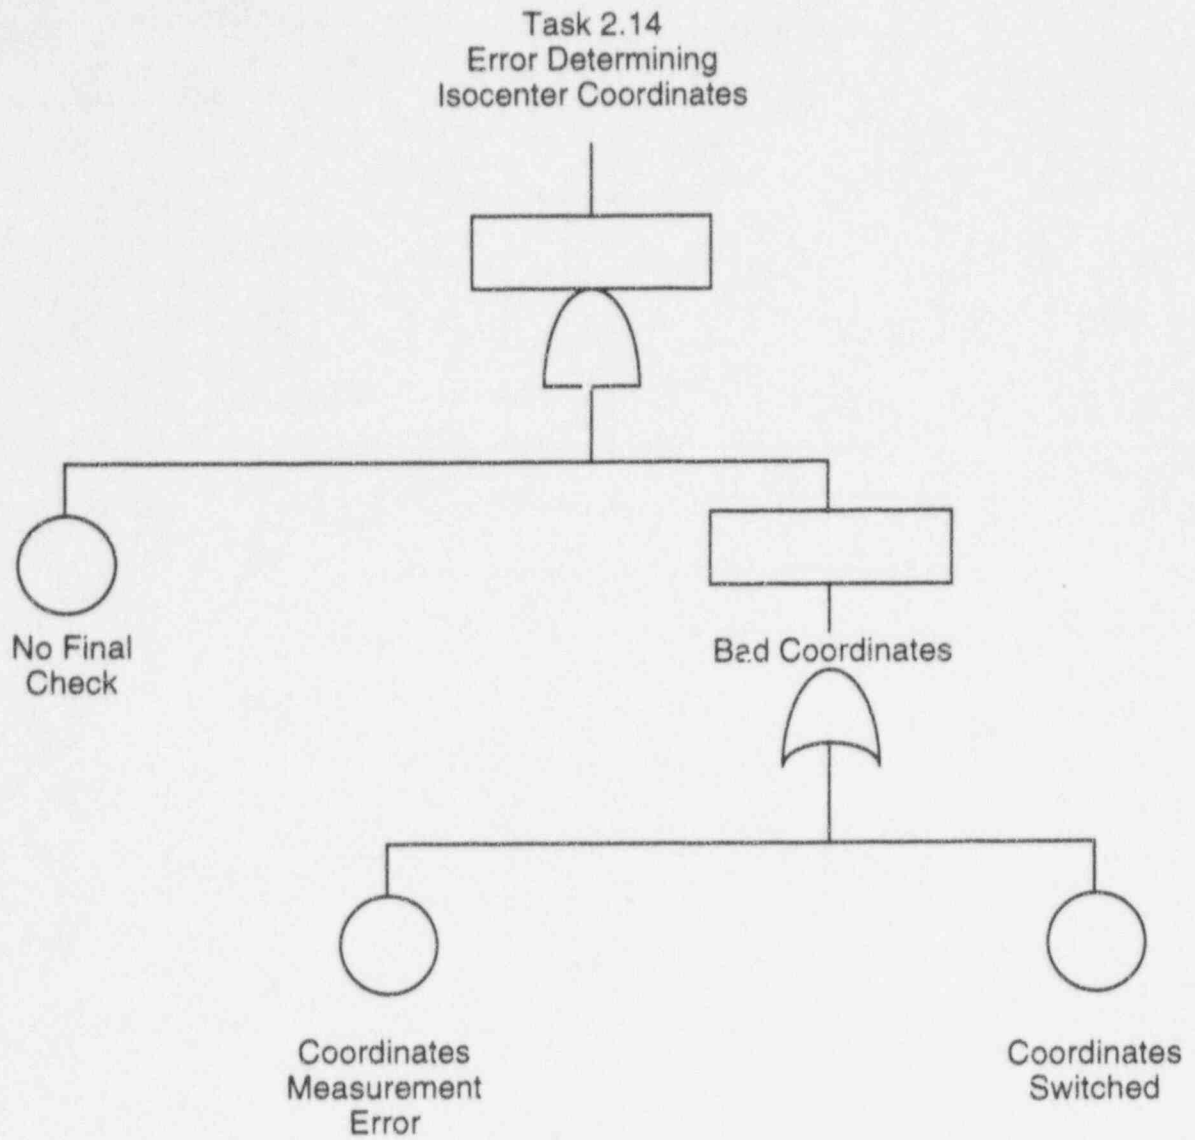 Task 2.14
Error Determining
Isocenter Coordinates
No Final
Check
Bad Coordinates
Coordinates
Measurement
Error
Coordinates
Switched